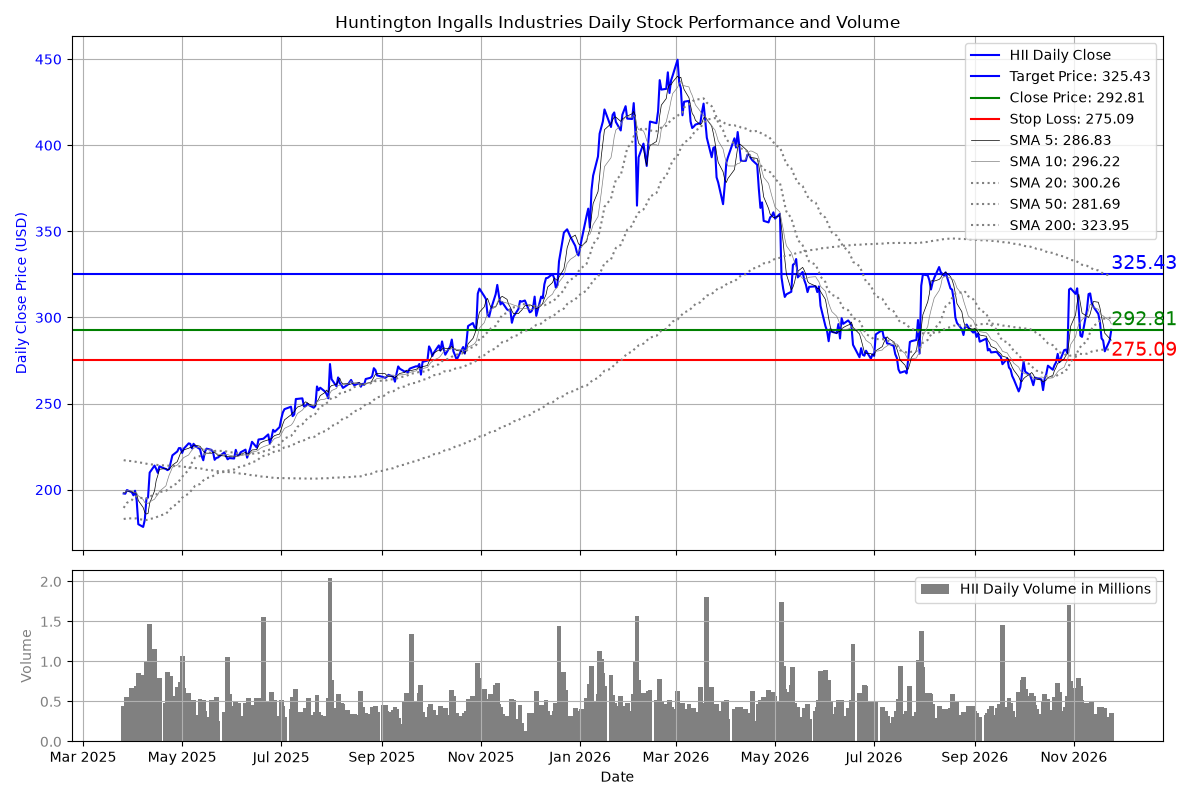 Huntington Ingalls Industries Daily Stock Performance and Volume
Daily Close Price (USD)
450
400
350
300
250
200
HII Daily Close
Target Price: 325.43
Close Price: 292.81
Stop Loss: 275.09
SMA 5: 286.83
SMA 10: 296.22
SMA 20: 300.26
SMA 50: 281.69
SMA 200: 323.95
325.43
292.81
275.09
Volume
2.0
1.5
1.0
0.5
0.0
HII Daily Volume in Millions
Mar 2025 May 2025 Jul 2025 Sep 2025 Nov 2025 Jan 2026 Mar 2026 May 2026 Jul 2026 Sep 2026 Nov 2026
Date